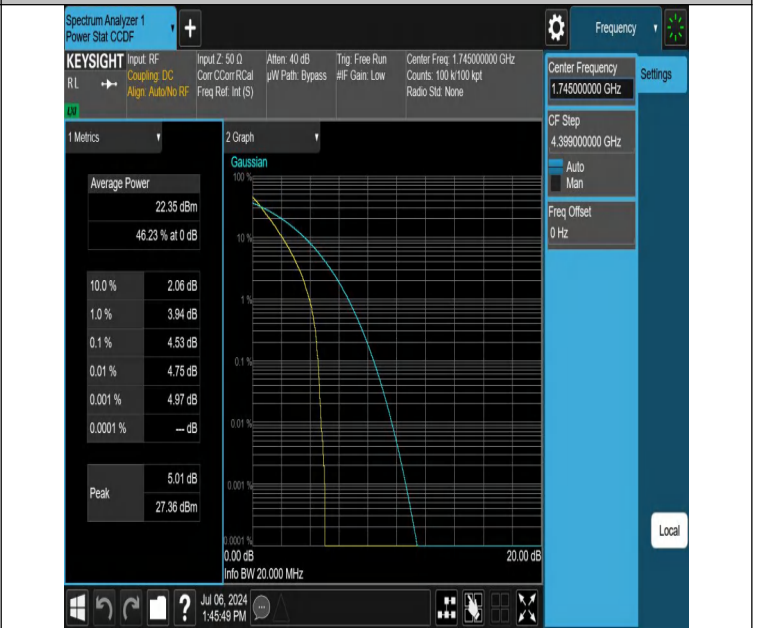 Spectrum Analyzer 1
Power Stat CCDF
+
Frequency
KEYSIGHT
RL
LXI
Input: RF
Coupling: DC
Align: Auto/No RF
Input Z: 50 Ω
Corr CCorr RCal
Freq Ref: Int (S)
Atten: 40 dB
µW Path: Bypass
Trig: Free Run
#IF Gain: Low
Center Freq: 1.745000000 GHz
Counts: 100 k/100 kpt
Radio Std: None
Center Frequency
1.745000000 GHz
Settings
CF Step
4.399000000 GHz
Auto
Man
Freq Offset
0 Hz
Local
1 Metrics
Average Power
22.35 dBm
46.23 % at 0 dB
10.0 % 2.06 dB
1.0 % 3.94 dB
0.1 % 4.53 dB
0.01 % 4.75 dB
0.001 % 4.97 dB
0.0001 % --- dB
Peak
5.01 dB
27.36 dBm
2 Graph
Gaussian
100 %
10 %
1 %
0.1 %
0.01 %
0.001 %
0.0001 %
0.00 dB 20.00 dB
Info BW 20.000 MHz
?
Jul 06, 2024
1:45:49 PM